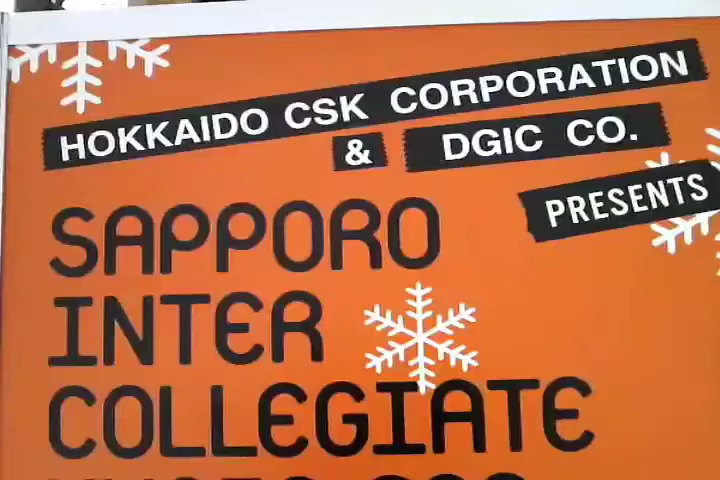 HOKKAIDO CSK CORPORATION
& DGIC CO.
PRESENTS
SAPPORO
INTER
COLLEGIATE